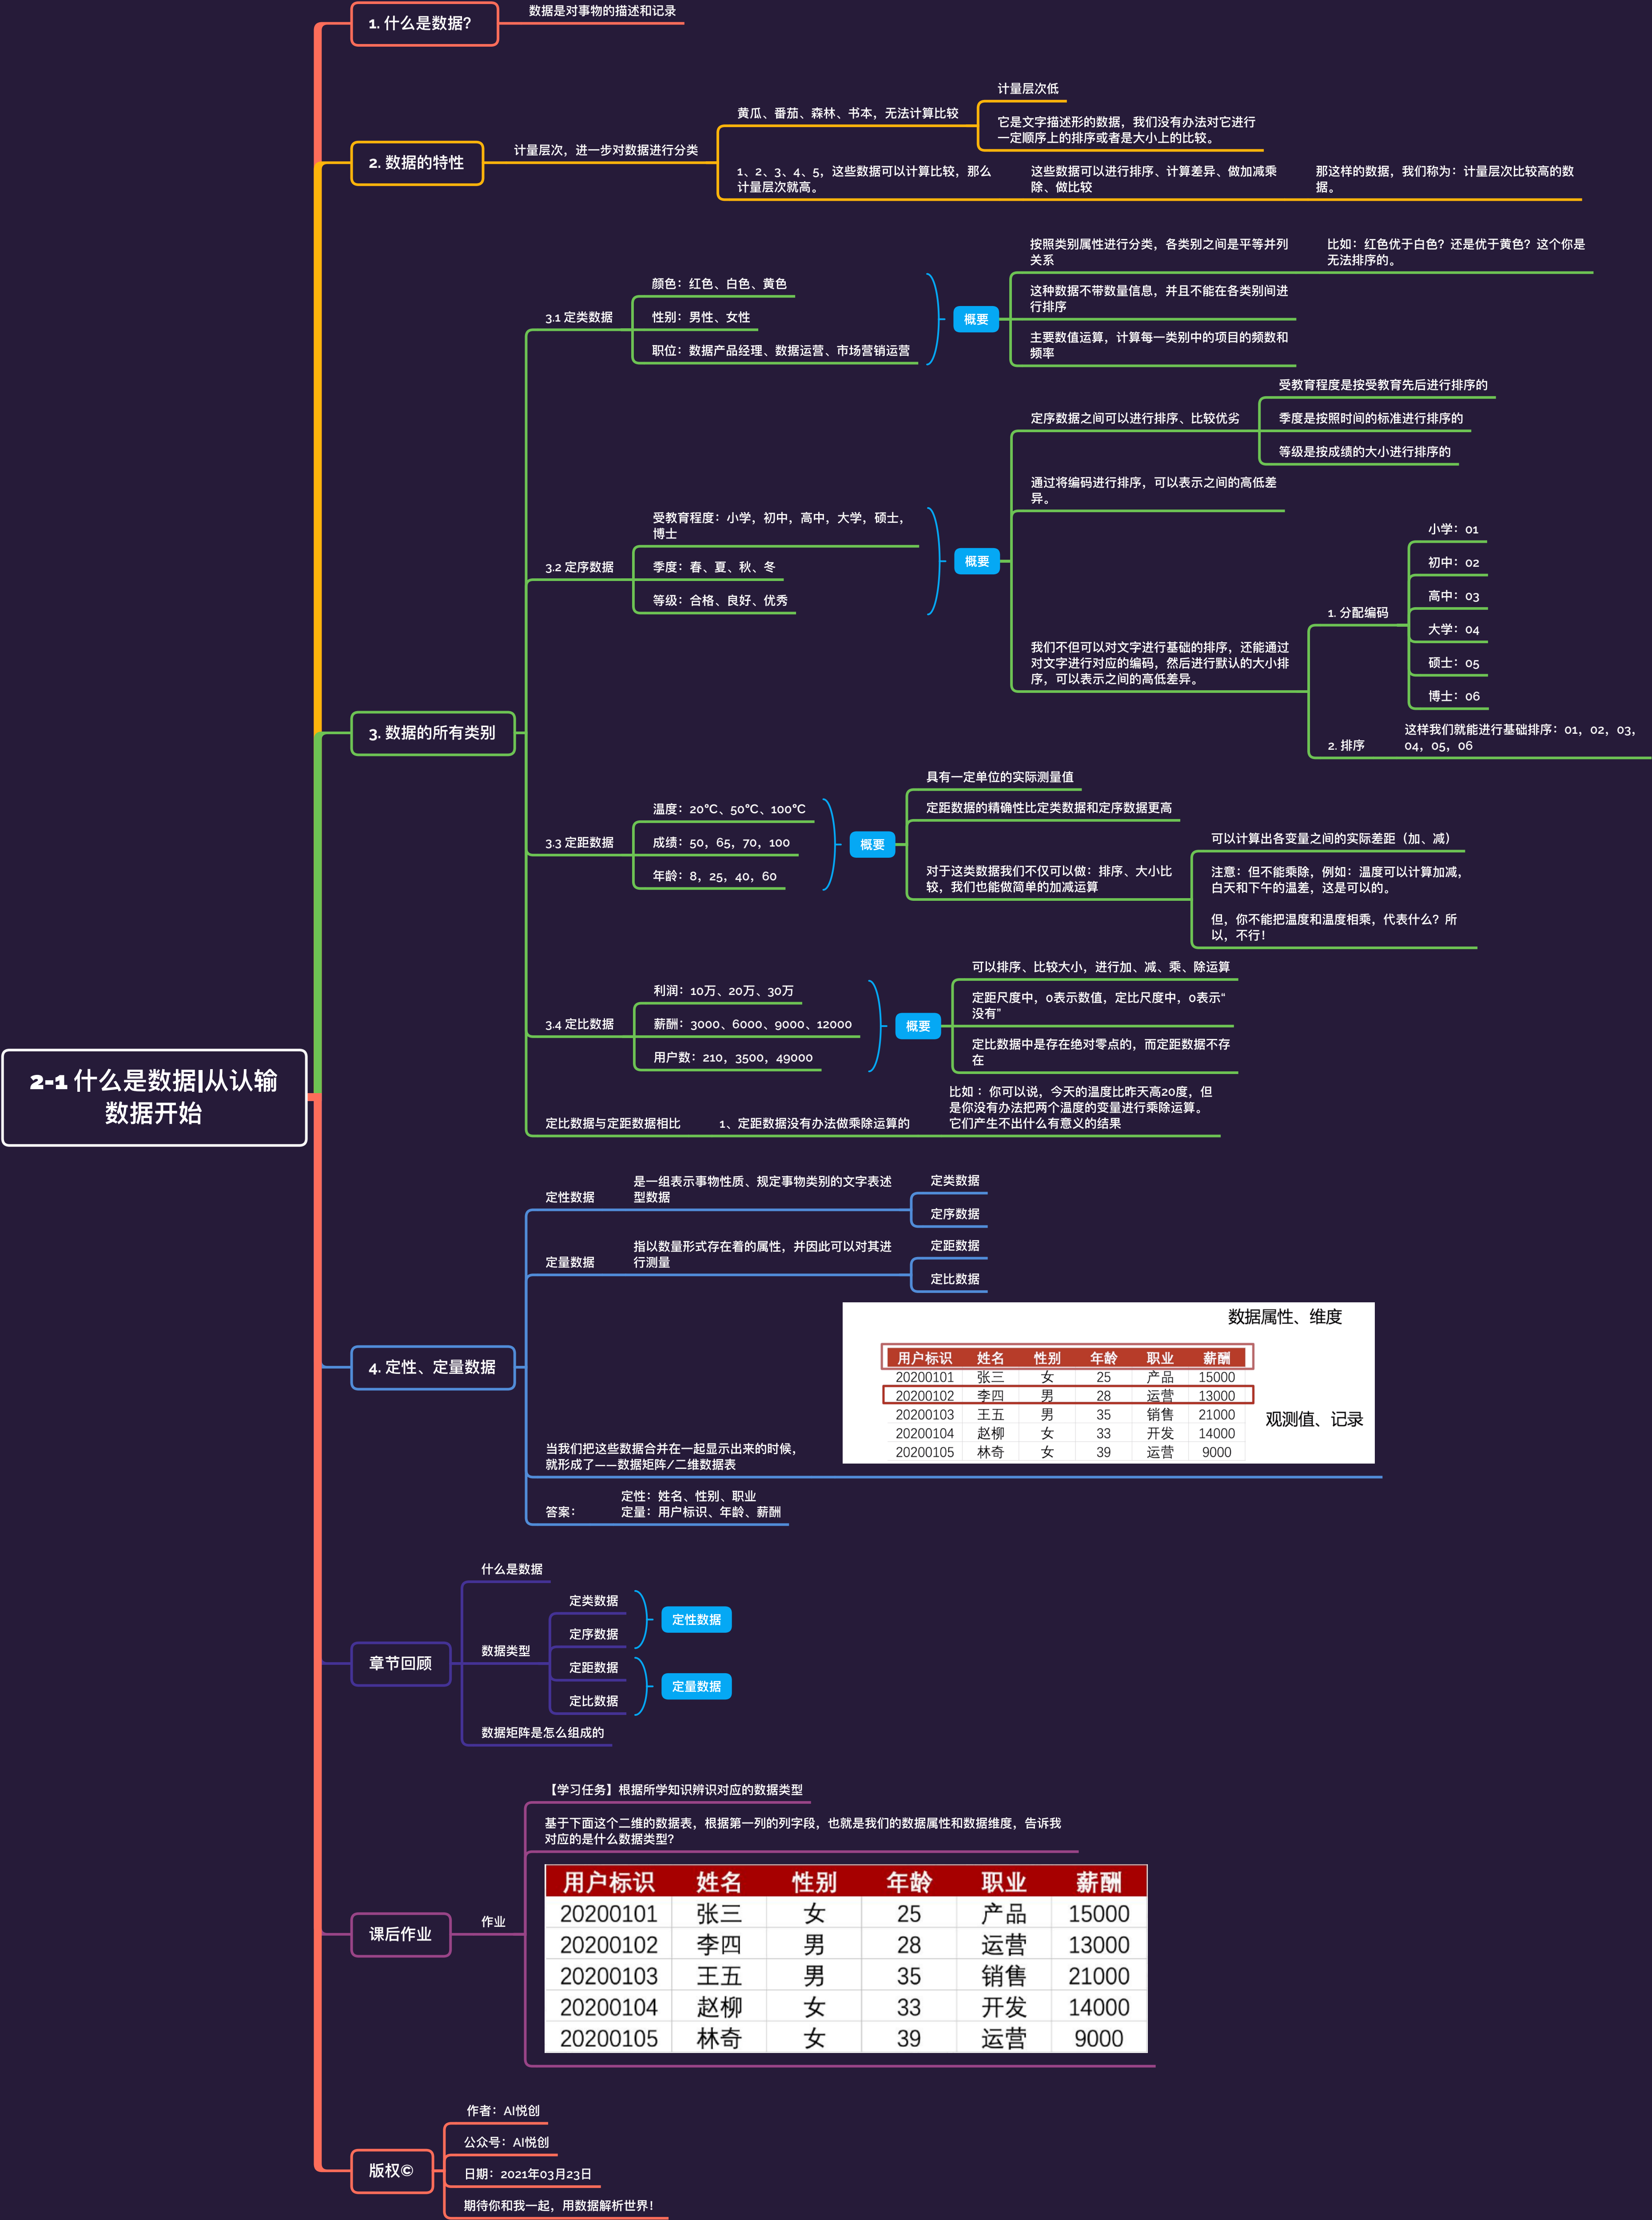 1. 什么是数据？
数据是对事物的描述和记录
2. 数据的特性
计量层次，进一步对数据进行分类
黄瓜、番茄、森林、书本，无法计算比较
计量层次低
它是文字描述形的数据，我们没有办法对它进行
一定顺序上的排序或者是大小上的比较。
1、2、3、4、5，这些数据可以计算比较，那么
计量层次就高。
这些数据可以进行排序、计算差异、做加减乘
除、做比较
那这样的数据，我们称为：计量层次比较高的数
据。
3. 数据的所有类别
3.1 定类数据
颜色：红色、白色、黄色
性别：男性、女性
职位：数据产品经理、数据运营、市场营销运营
概要
按照类别属性进行分类，各类别之间是平等并列
关系
比如：红色优于白色？还是优于黄色？这个你是
无法排序的。
这种数据不带数量信息，并且不能在各类别间进
行排序
主要数值运算，计算每一类别中的项目的频数和
频率
3.2 定序数据
受教育程度：小学，初中，高中，大学，硕士，
博士
季度：春、夏、秋、冬
等级：合格、良好、优秀
概要
定序数据之间可以进行排序、比较优劣
受教育程度是按受教育先后进行排序的
季度是按照时间的标准进行排序的
等级是按成绩的大小进行排序的
通过将编码进行排序，可以表示之间的高低差
异。
我们不但可以对文字进行基础的排序，还能通过
对文字进行对应的编码，然后进行默认的大小排
序，可以表示之间的高低差异。
1. 分配编码
小学：01
初中：02
高中：03
大学：04
硕士：05
博士：06
2. 排序
这样我们就能进行基础排序：01，02，03，
04，05，06
3.3 定距数据
温度：20℃、50℃、100℃
成绩：50，65，70，100
年龄：8，25，40，60
概要
具有一定单位的实际测量值
定距数据的精确性比定类数据和定序数据更高
对于这类数据我们不仅可以做：排序、大小比
较，我们也能做简单的加减运算
可以计算出各变量之间的实际差距（加、减）
注意：但不能乘除，例如：温度可以计算加减，
白天和下午的温差，这是可以的。
但，你不能把温度和温度相乘，代表什么？所
以，不行！
3.4 定比数据
利润：10万、20万、30万
薪酬：3000、6000、9000、12000
用户数：210，3500，49000
概要
可以排序、比较大小，进行加、减、乘、除运算
定距尺度中，0表示数值，定比尺度中，0表示“
没有”
定比数据中是存在绝对零点的，而定距数据不存
在
定比数据与定距数据相比
1、定距数据没有办法做乘除运算的
比如 ：你可以说，今天的温度比昨天高20度，但
是你没有办法把两个温度的变量进行乘除运算。
它们产生不出什么有意义的结果
2-1 什么是数据|从认输
数据开始
4. 定性、定量数据
定性数据
是一组表示事物性质、规定事物类别的文字表述
型数据
定类数据
定序数据
定量数据
指以数量形式存在着的属性，并因此可以对其进
行测量
定距数据
定比数据
当我们把这些数据合并在一起显示出来的时候，
就形成了——数据矩阵/二维数据表
数据属性、维度
用户标识 姓名 性别 年龄 职业 薪酬
20200101 张三 女 25 产品 15000
20200102 李四 男 28 运营 13000
20200103 王五 男 35 销售 21000
20200104 赵柳 女 33 开发 14000
20200105 林奇 女 39 运营 9000
观测值、记录
答案：
定性：姓名、性别、职业
定量：用户标识、年龄、薪酬
章节回顾
什么是数据
数据类型
定类数据
定序数据
定性数据
定距数据
定比数据
定量数据
数据矩阵是怎么组成的
课后作业
作业
【学习任务】根据所学知识辨识对应的数据类型
基于下面这个二维的数据表，根据第一列的列字段，也就是我们的数据属性和数据维度，告诉我
对应的是什么数据类型？
用户标识 姓名 性别 年龄 职业 薪酬
20200101 张三 女 25 产品 15000
20200102 李四 男 28 运营 13000
20200103 王五 男 35 销售 21000
20200104 赵柳 女 33 开发 14000
20200105 林奇 女 39 运营 9000
版权©
作者：AI悦创
公众号：AI悦创
日期：2021年03月23日
期待你和我一起，用数据解析世界！